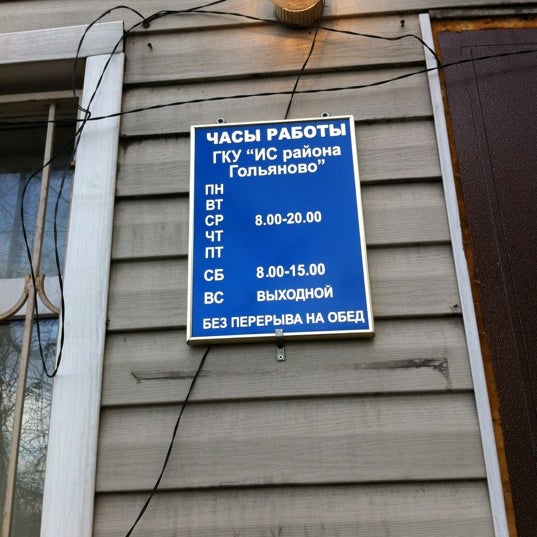 ЧАСЫ РАБОТЫ
ГКУ "ИС района
Гольяново"
ПН
ВТ
СР 8.00-20.00
ЧТ
ПТ
СБ 8.00-15.00
ВС ВЫХОДНОЙ
БЕЗ ПЕРЕРЫВА НА ОБЕД